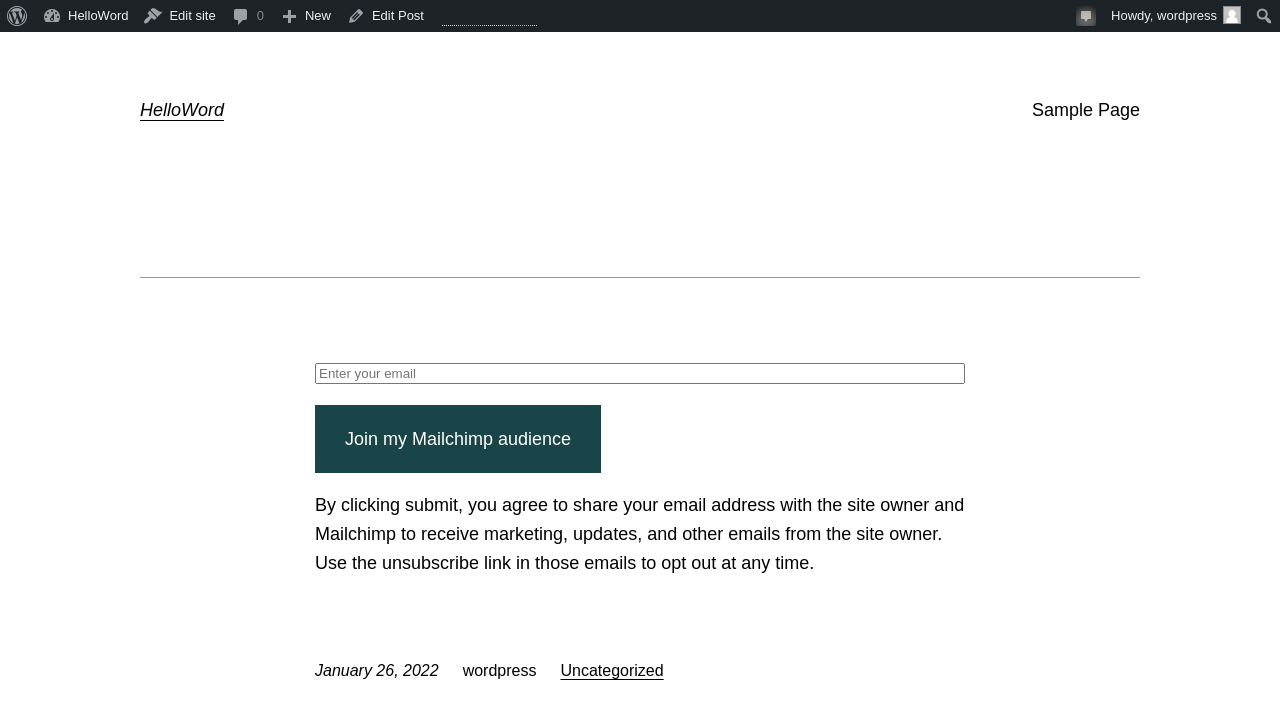 HelloWord
Edit site
0
New
Edit Post
Howdy, wordpress
HelloWord
Sample Page
Enter your email
Join my Mailchimp audience
By clicking submit, you agree to share your email address with the site owner and
Mailchimp to receive marketing, updates, and other emails from the site owner.
Use the unsubscribe link in those emails to opt out at any time.
January 26, 2022
wordpress
Uncategorized